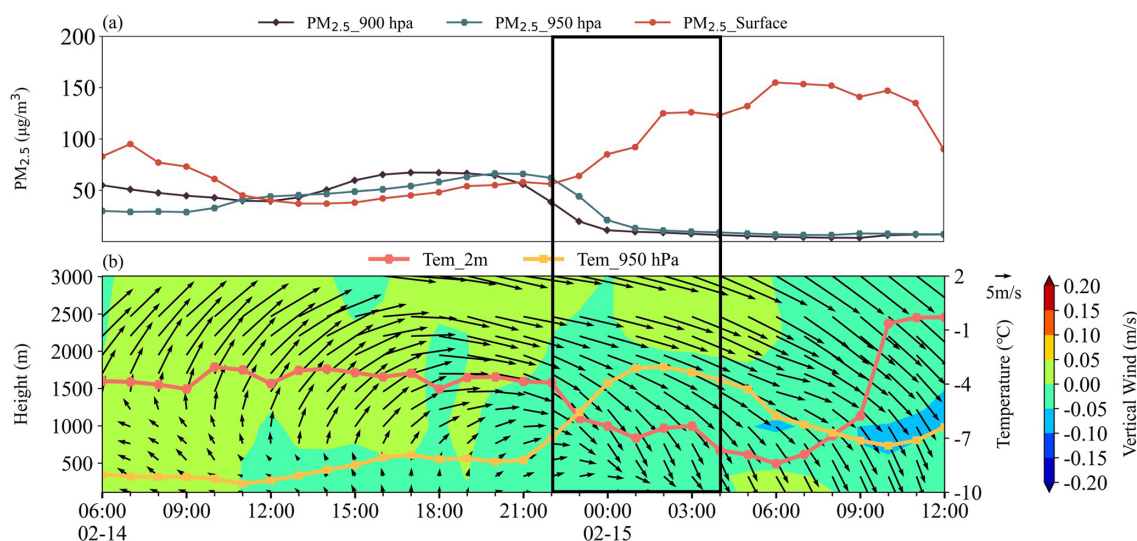 (a)
PM2.5_900 hpa PM2.5_950 hpa PM2.5_Surface
200
150
100
50
PM2.5 (μg/m³)
(b)
Tem_2m Tem_950 hPa
3000
2500
2000
1500
1000
500
Height (m)
2
-1
-4
-7
-10
Temperature (℃)
5m/s
0.20
0.15
0.10
0.05
0.00
-0.05
-0.10
-0.15
-0.20
Vertical Wind (m/s)
06:00 09:00 12:00 15:00 18:00 21:00 00:00 03:00 06:00 09:00 12:00
02-14 02-15